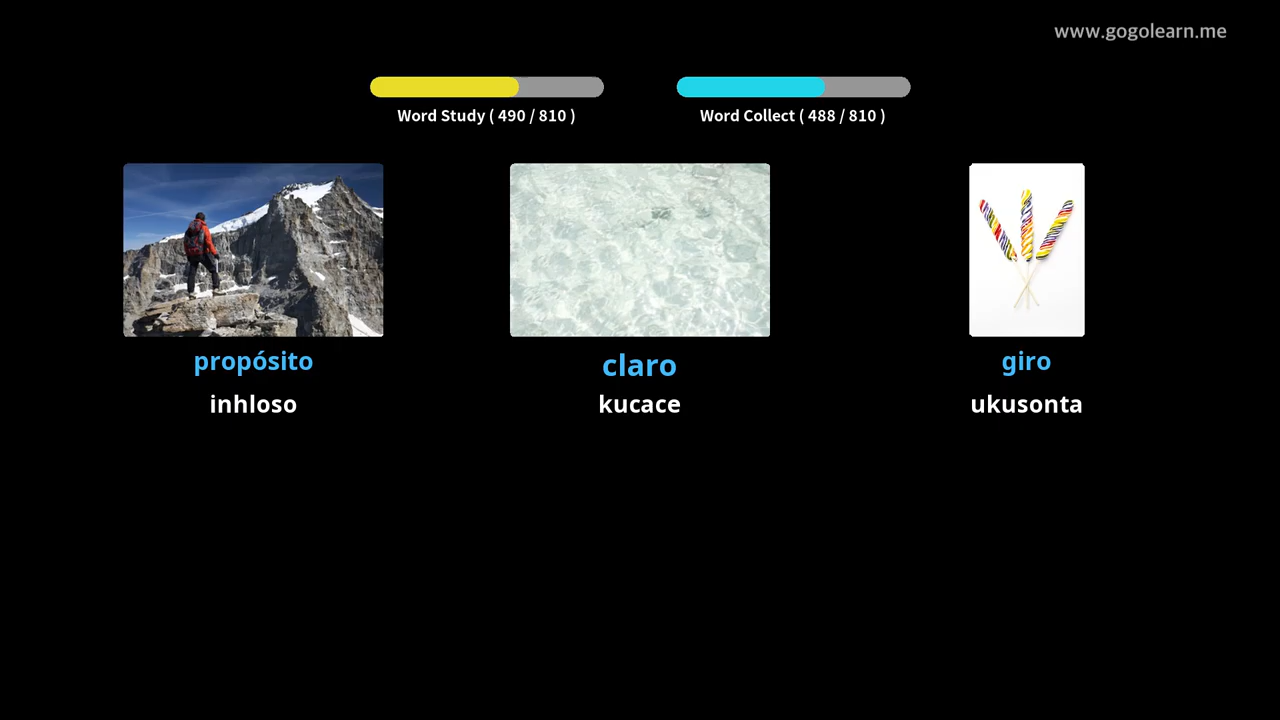 www.gogolearn.me
Word Study ( 490 / 810 )
Word Collect ( 488 / 810 )
propósito
inhloso
claro
kucace
giro
ukusonta